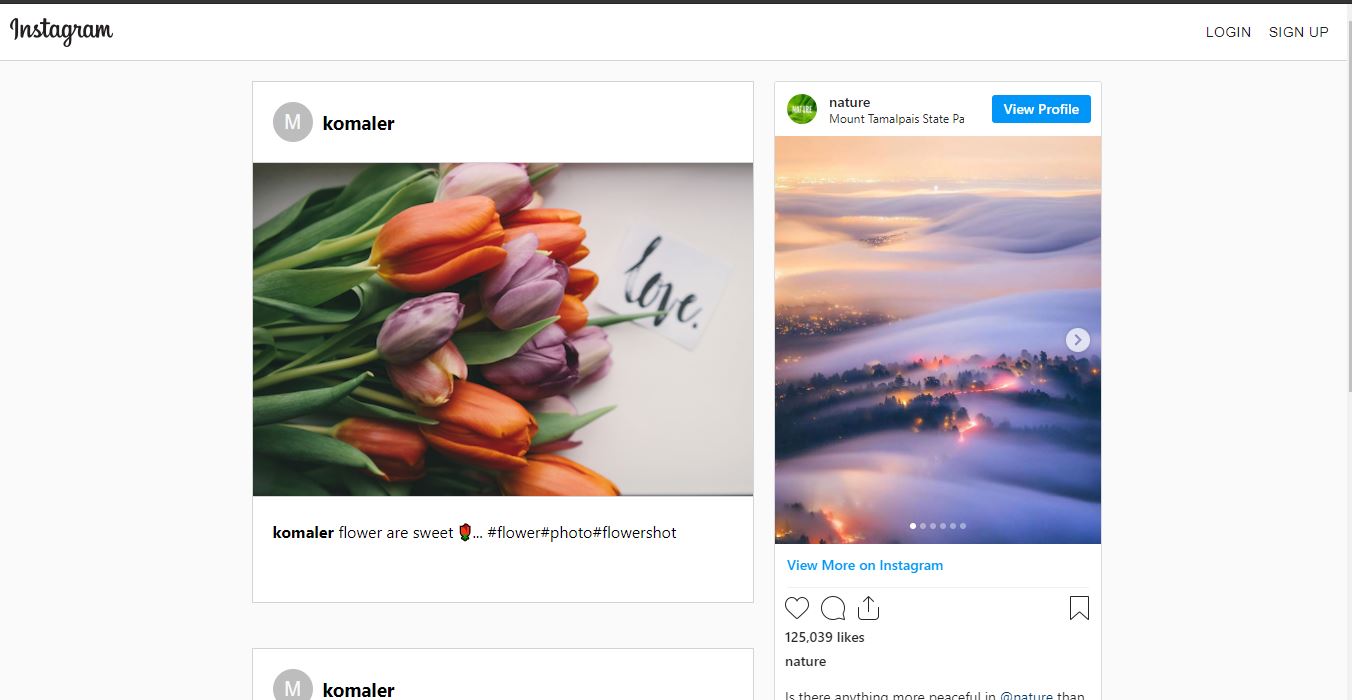 Instagram
LOGIN SIGN UP
M komaler
love.
komaler flower are sweet 🌹... #flower#photo#flowershot
M komaler
NATURE
nature
Mount Tamalpais State Pa
View Profile
View More on Instagram
125,039 likes
nature
Is there anything more peaceful in @nature than